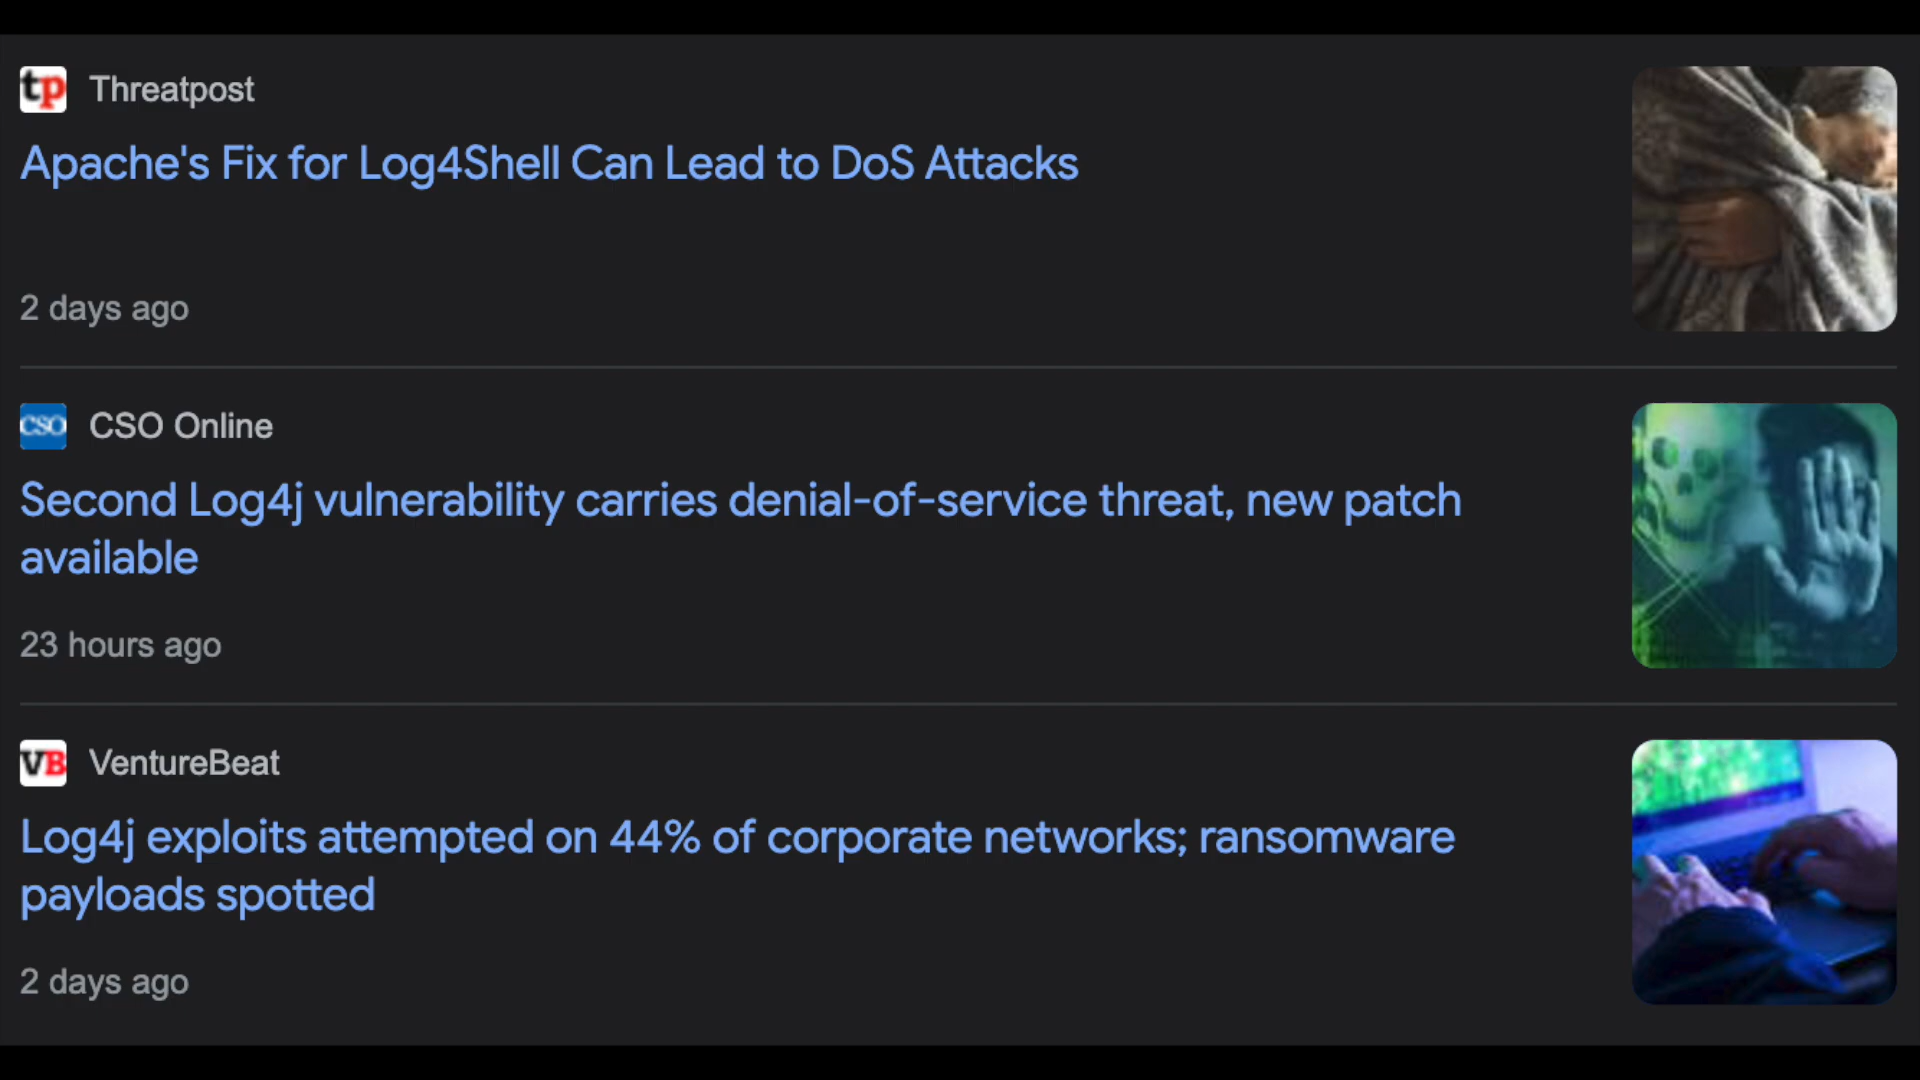 tp Threatpost
Apache's Fix for Log4Shell Can Lead to DoS Attacks
2 days ago
CSO CSO Online
Second Log4j vulnerability carries denial-of-service threat, new patch
available
23 hours ago
VB VentureBeat
Log4j exploits attempted on 44% of corporate networks; ransomware
payloads spotted
2 days ago